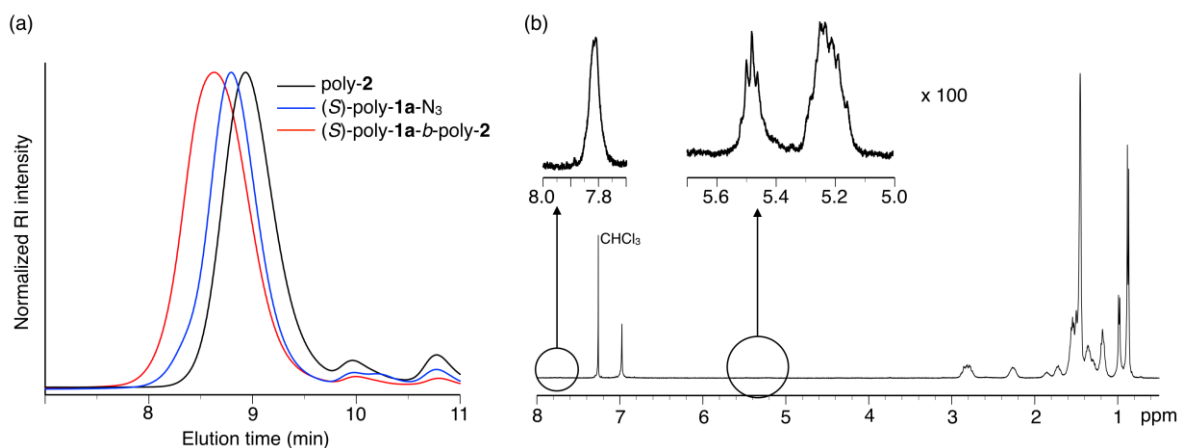 (a)
Normalized RI intensity
poly-2
(S)-poly-1a-N₃
(S)-poly-1a-b-poly-2
8 9 10 11
Elution time (min)
(b)
x 100
8.0 7.8
5.6 5.4 5.2 5.0
CHCl₃
8 7 6 5 4 3 2 1 ppm